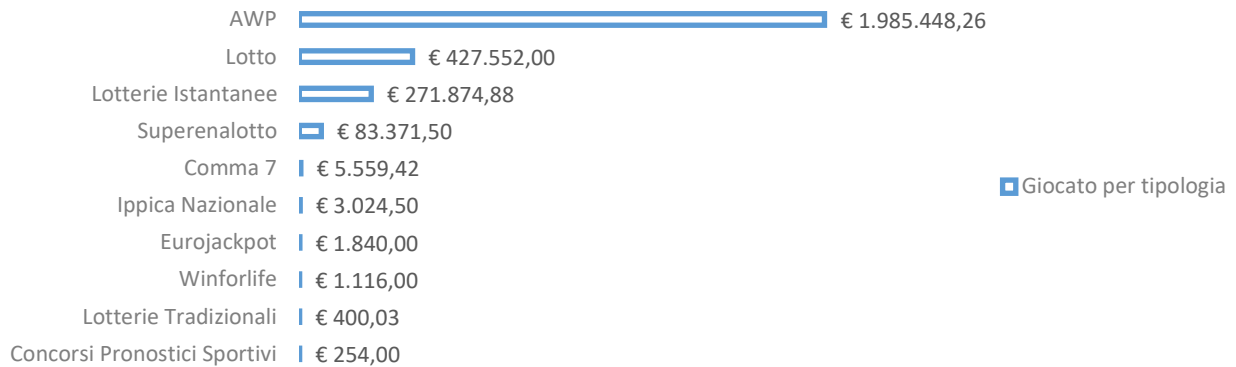 AWP € 1.985.448,26
Lotto € 427.552,00
Lotterie Istantanee € 271.874,88
Superenalotto € 83.371,50
Comma 7 € 5.559,42
Ippica Nazionale € 3.024,50
Giocato per tipologia
Eurojackpot € 1.840,00
Winforlife € 1.116,00
Lotterie Tradizionali € 400,03
Concorsi Pronostici Sportivi € 254,00